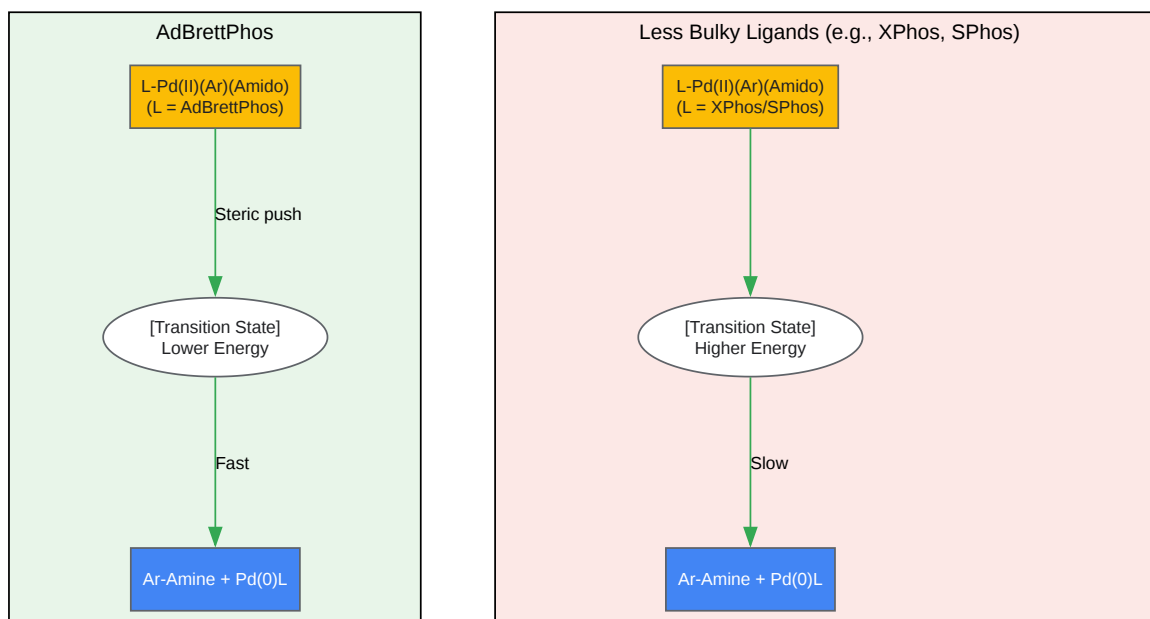 AdBrettPhos
L-Pd(II)(Ar)(Amido)
(L = AdBrettPhos)
Steric push
[Transition State]
Lower Energy
Fast
Ar-Amine + Pd(0)L
Less Bulky Ligands (e.g., XPhos, SPhos)
L-Pd(II)(Ar)(Amido)
(L = XPhos/SPhos)
[Transition State]
Higher Energy
Slow
Ar-Amine + Pd(0)L